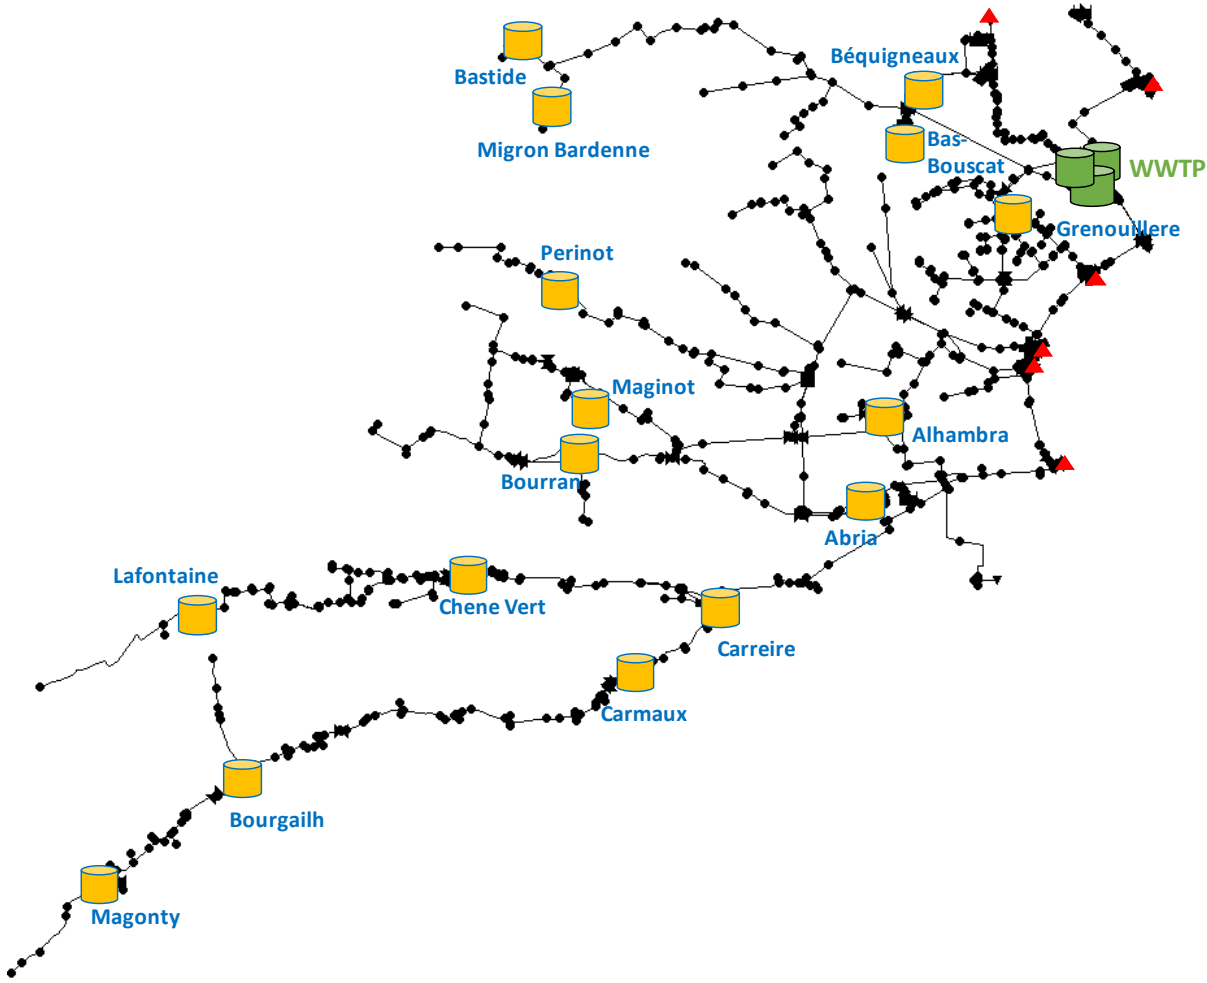 Béquigneaux
Bastide
Bas-
Bouscat
Migron Bardenne
WWTP
Grenouillere
Perinot
Maginot
Alhambra
Bourran
Abria
Lafontaine
Chene Vert
Carreire
Carmaux
Bourgailh
Magonty